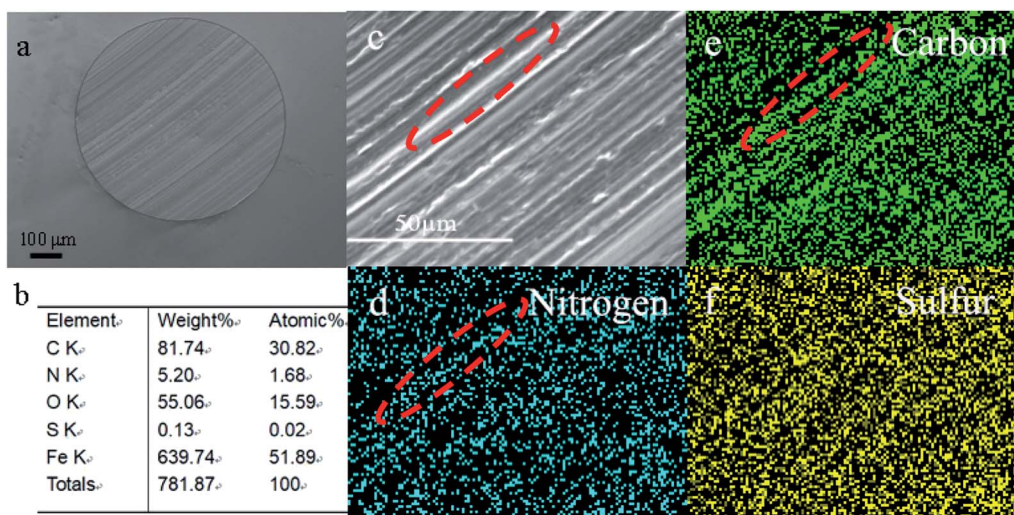 a
100 µm
b
Element Weight% Atomic%
C K 81.74 30.82
N K 5.20 1.68
O K 55.06 15.59
S K 0.13 0.02
Fe K 639.74 51.89
Totals 781.87 100
c
50µm
d Nitrogen
e Carbon
f Sulfur